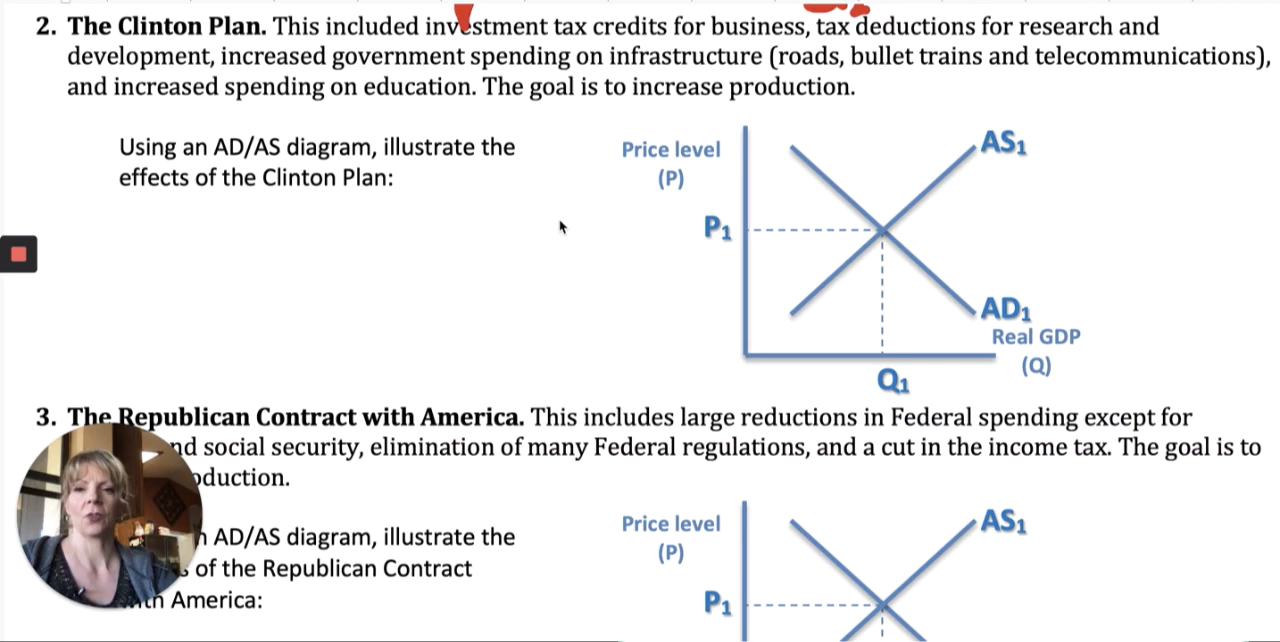 2. The Clinton Plan. This included investment tax credits for business, tax deductions for research and
development, increased government spending on infrastructure (roads, bullet trains and telecommunications),
and increased spending on education. The goal is to increase production.
Using an AD/AS diagram, illustrate the
effects of the Clinton Plan:
Price level
(P)
AS1
P1
AD1
Real GDP
(Q)
Q1
3. The Republican Contract with America. This includes large reductions in Federal spending except for
social security, elimination of many Federal regulations, and a cut in the income tax. The goal is to
AD/AS diagram, illustrate the
of the Republican Contract
America:
Price level
(P)
AS1
P1